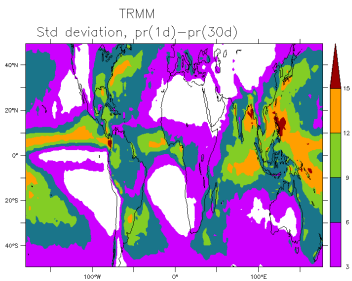 TRMM
Std deviation, pr(1d)-pr(30d)
40°N
20°N
0°
20°S
40°S
100°W
0°
100°E
15
12
9
6
3